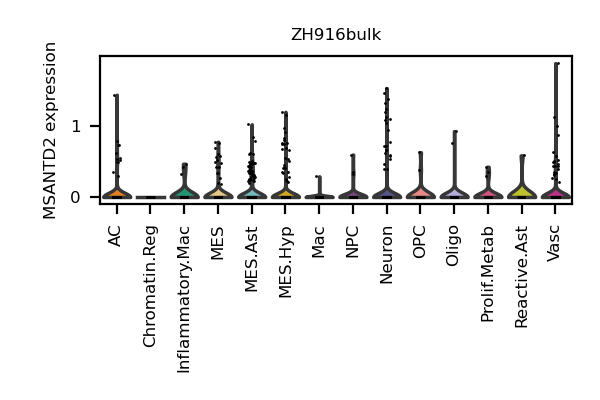 ZH916bulk
MSANTD2 expression
1
0
AC
Chromatin.Reg
Inflammatory.Mac
MES
MES.Ast
MES.Hyp
Mac
NPC
Neuron
OPC
Oligo
Prolif.Metab
Reactive.Ast
Vasc